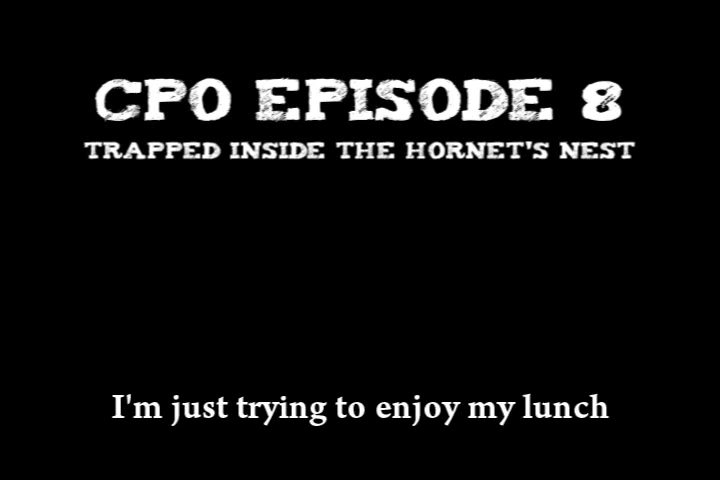 CPO EPISODE 8
TRAPPED INSIDE THE HORNET'S NEST
I'm just trying to enjoy my lunch